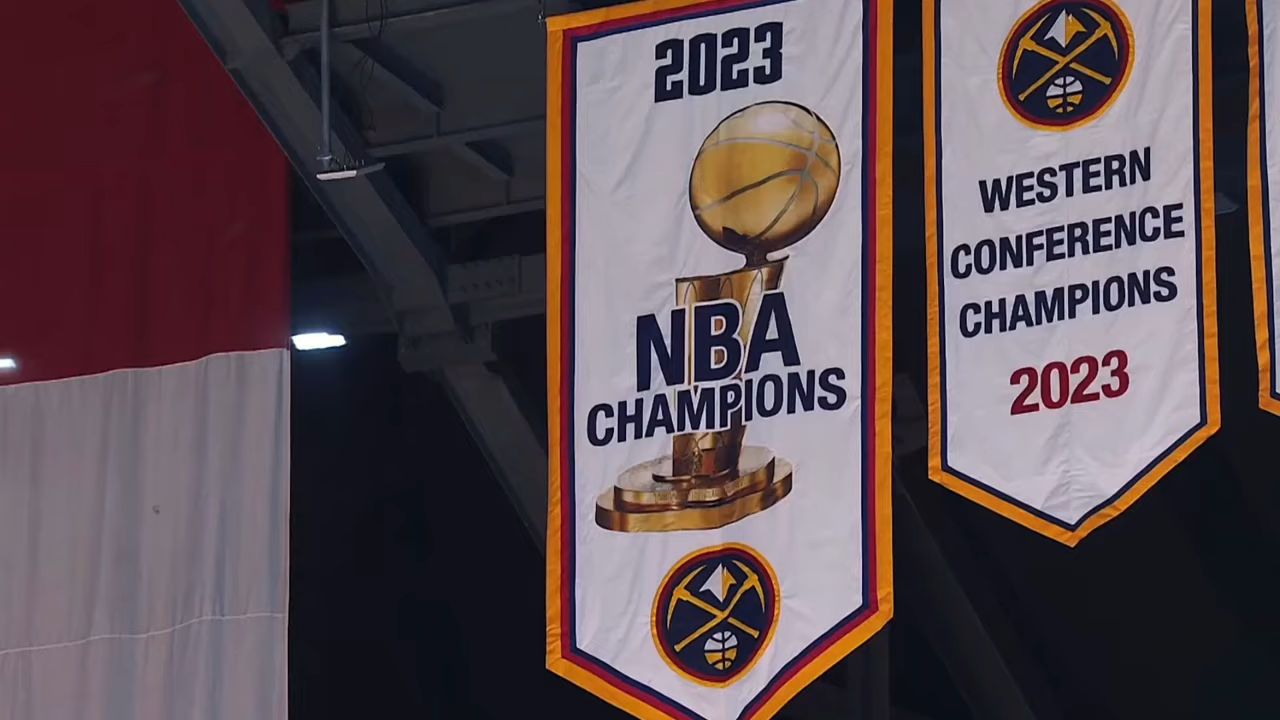 2023
NBA
CHAMPIONS
WESTERN
CONFERENCE
CHAMPIONS
2023